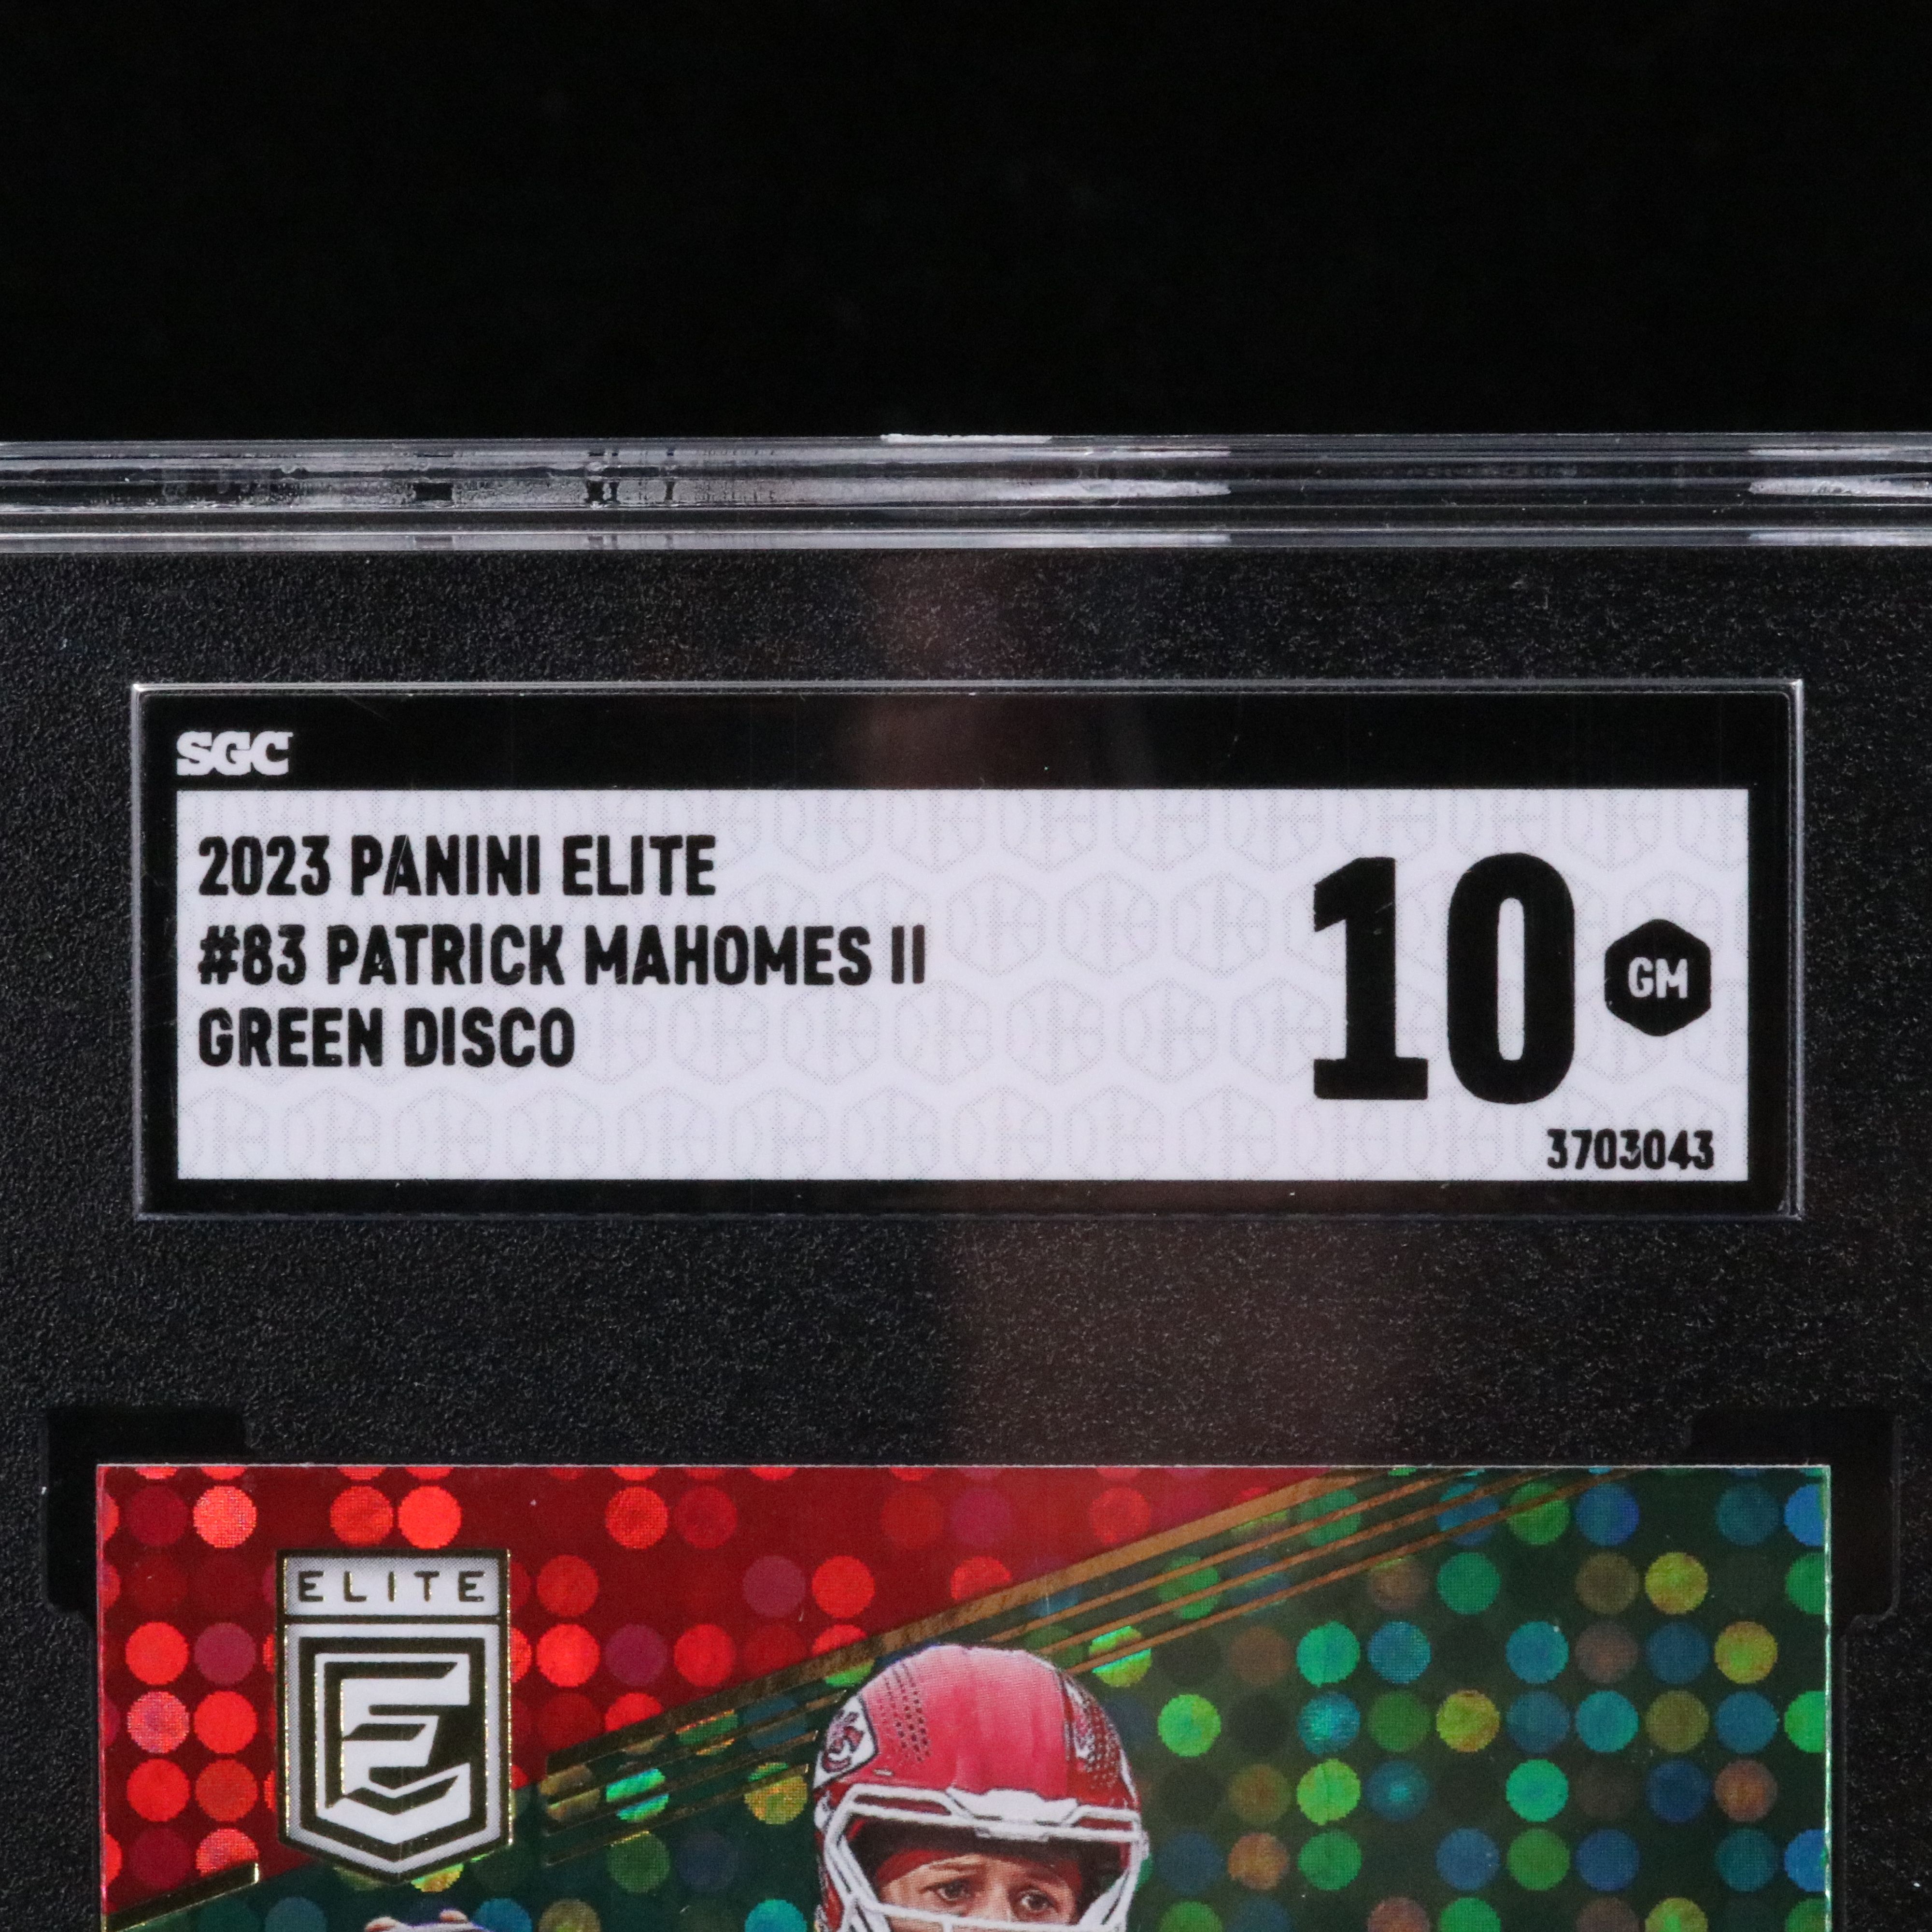 SGC
2023 PANINI ELITE
#83 PATRICK MAHOMES II
GREEN DISCO
10
GM
3703043
ELITE
E